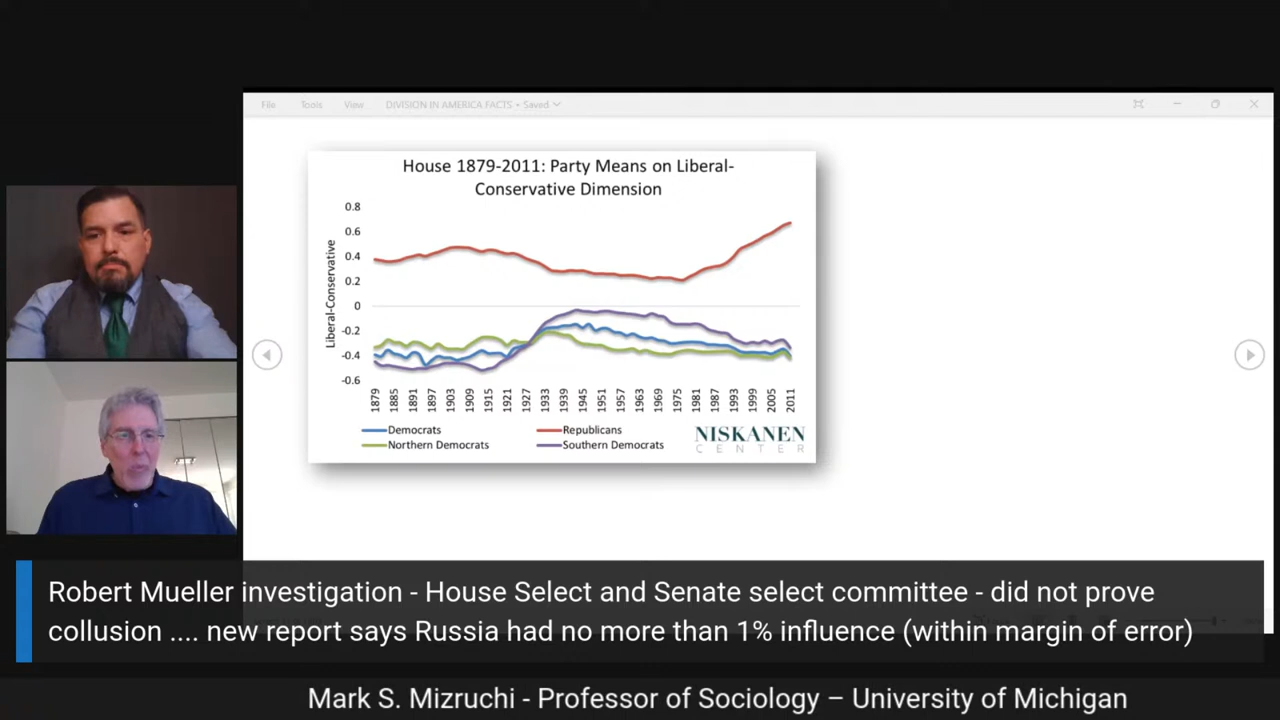 File Tools View DIVISION IN AMERICA FACTS • Saved
House 1879-2011: Party Means on Liberal-
Conservative Dimension
Liberal-Conservative
0.8
0.6
0.4
0.2
0
-0.2
-0.4
-0.6
1879 1885 1891 1897 1903 1909 1915 1921 1927 1933 1939 1945 1951 1957 1963 1969 1975 1981 1987 1993 1999 2005 2011
Democrats Republicans
Northern Democrats Southern Democrats
NISKANEN
CENTER
Robert Mueller investigation - House Select and Senate select committee - did not prove
collusion .... new report says Russia had no more than 1% influence (within margin of error)
Mark S. Mizruchi - Professor of Sociology – University of Michigan